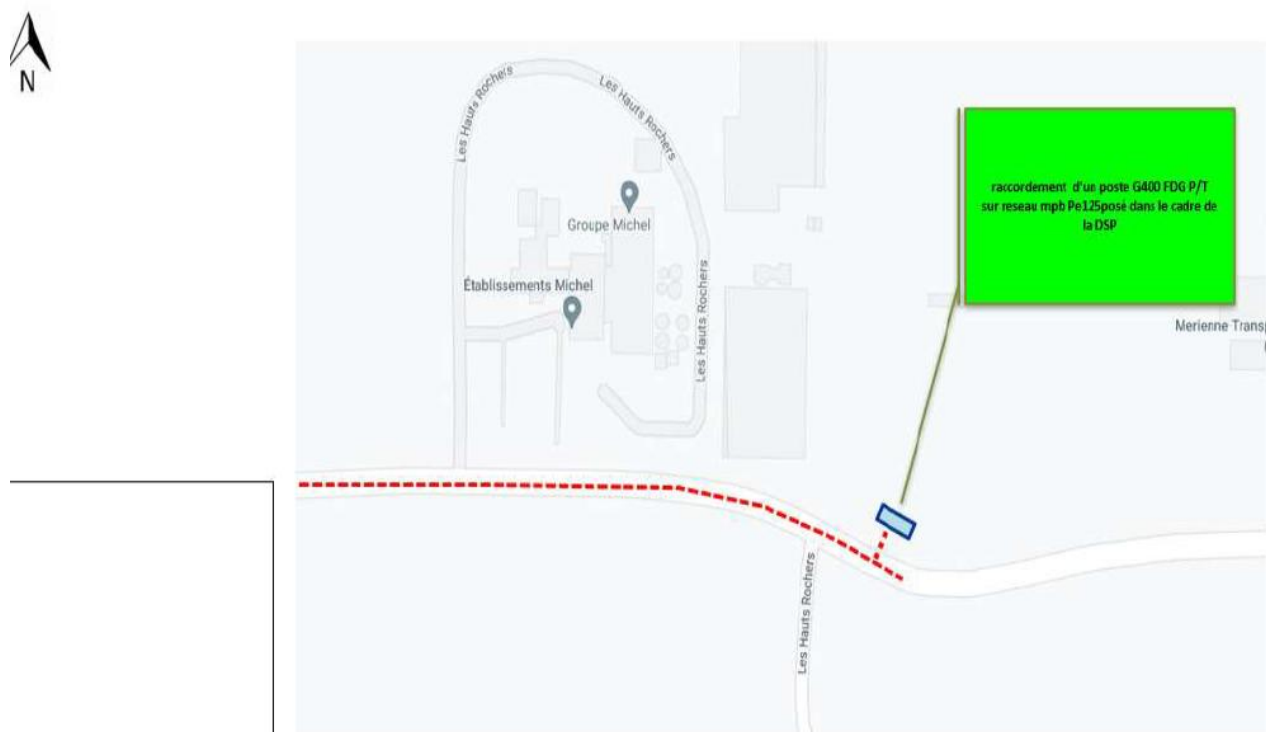 N
Les Hauts Rochers
Les Hauts Rochers
Groupe Michel
Établissements Michel
Les Hauts Rochers
raccordement d'un poste G400 FDG P/T
sur reseau mpb Pe125posé dans le cadre de
la DSP
Merienne Transp
Les Hauts Rochers